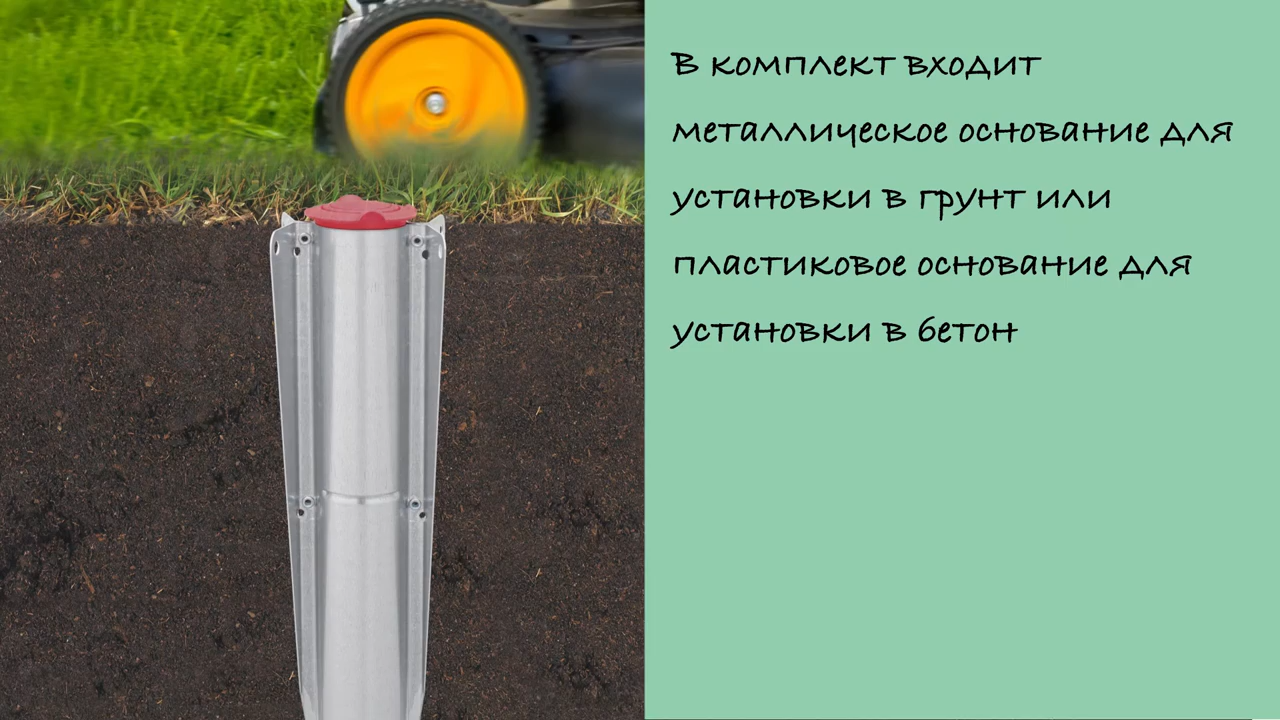 В комплект входит
металлическое основание для
установки в грунт или
пластиковое основание для
установки в бетон